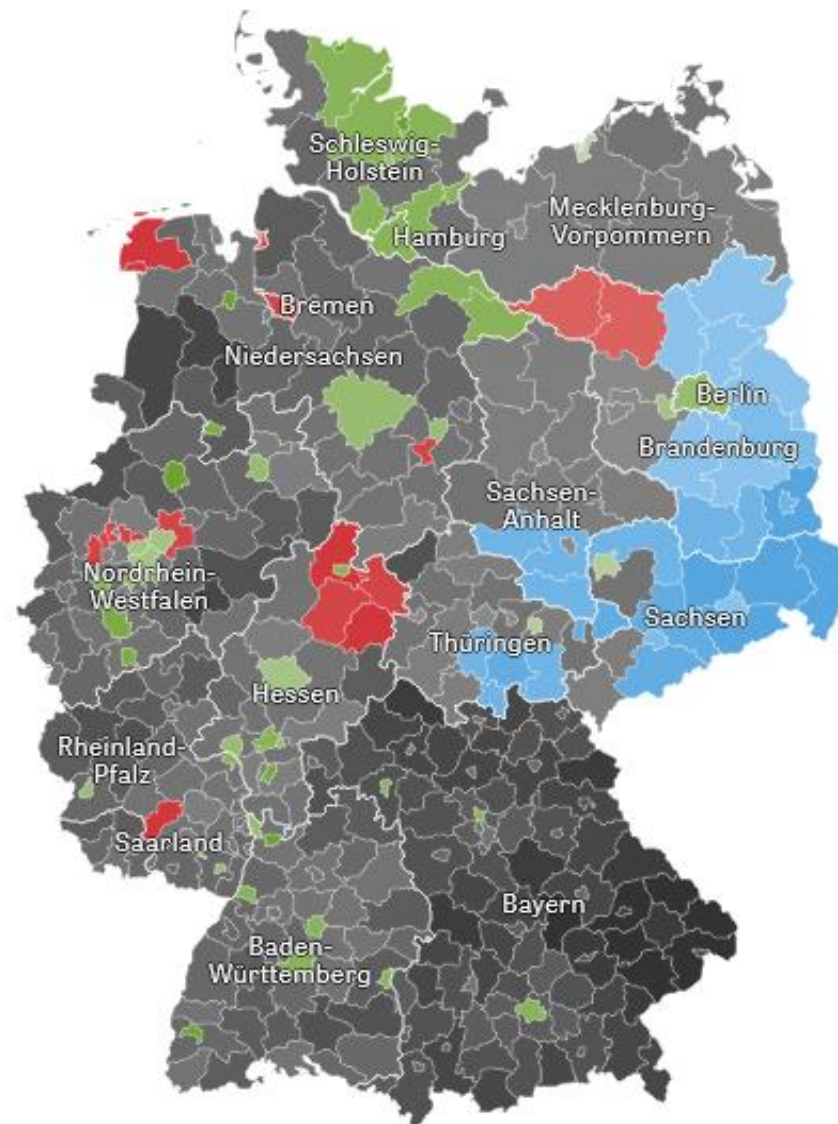 Schleswig-
Holstein
Mecklenburg-
Vorpommern
Hamburg
Bremen
Niedersachsen
Berlin
Brandenburg
Sachsen-
Anhalt
Nordrhein-
Westfalen
Sachsen
Thüringen
Hessen
Rheinland-
Pfalz
Saarland
Bayern
Baden-
Württemberg